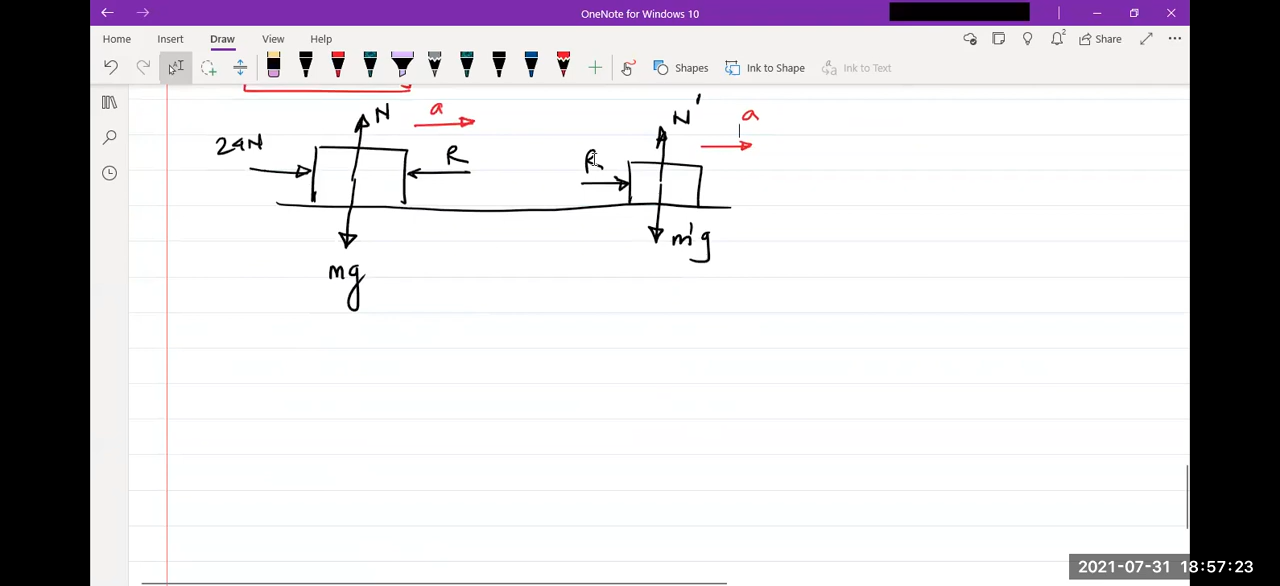 OneNote for Windows 10
Home Insert Draw View Help
Share
Shapes Ink to Shape Ink to Text
N a N' a
24N R R
m'g
mg
2021-07-31 18:57:23